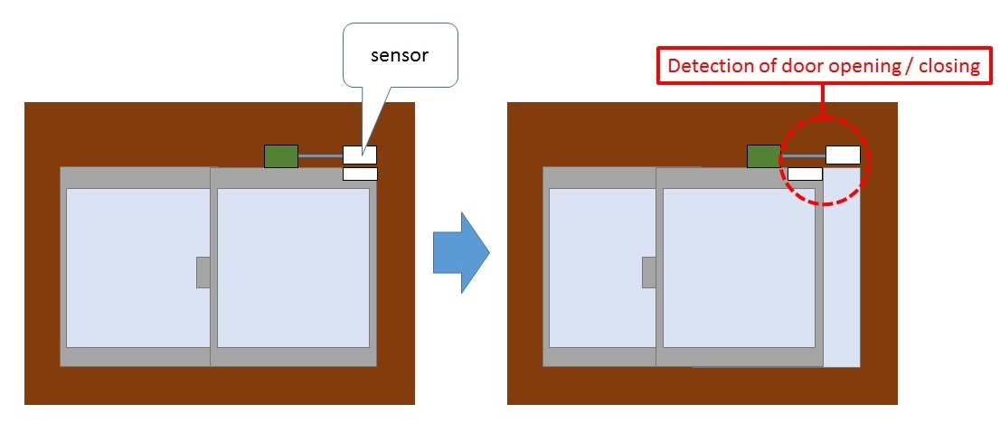 sensor
Detection of door opening / closing